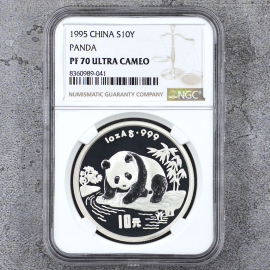 1995 CHINA S10Y
PANDA
PF 70 ULTRA CAMEO
8360989-041
NUMISMATIC GUARANTY COMPANY
NGC
1ozAg·999
10元